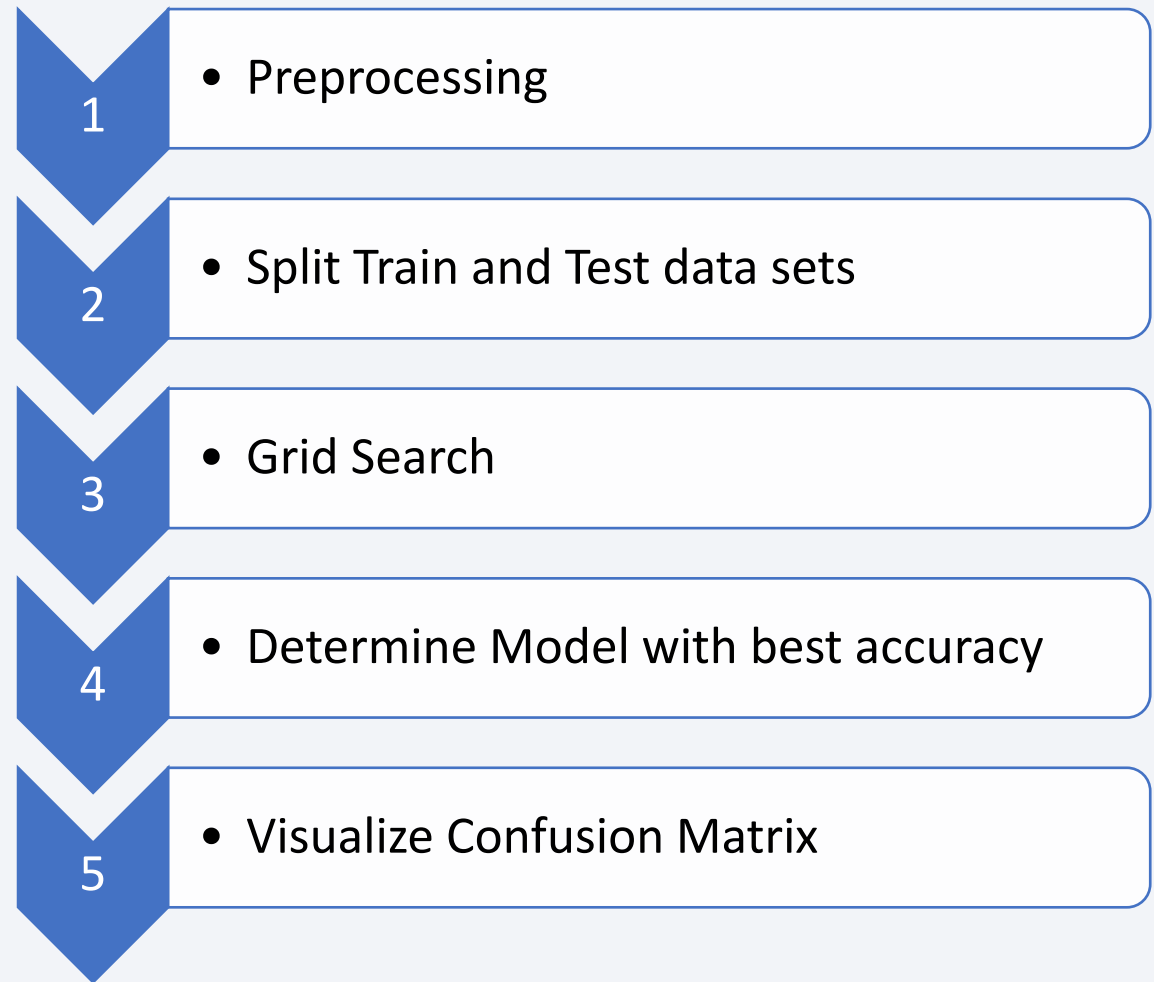 1
• Preprocessing
2
• Split Train and Test data sets
3
• Grid Search
4
• Determine Model with best accuracy
5
• Visualize Confusion Matrix